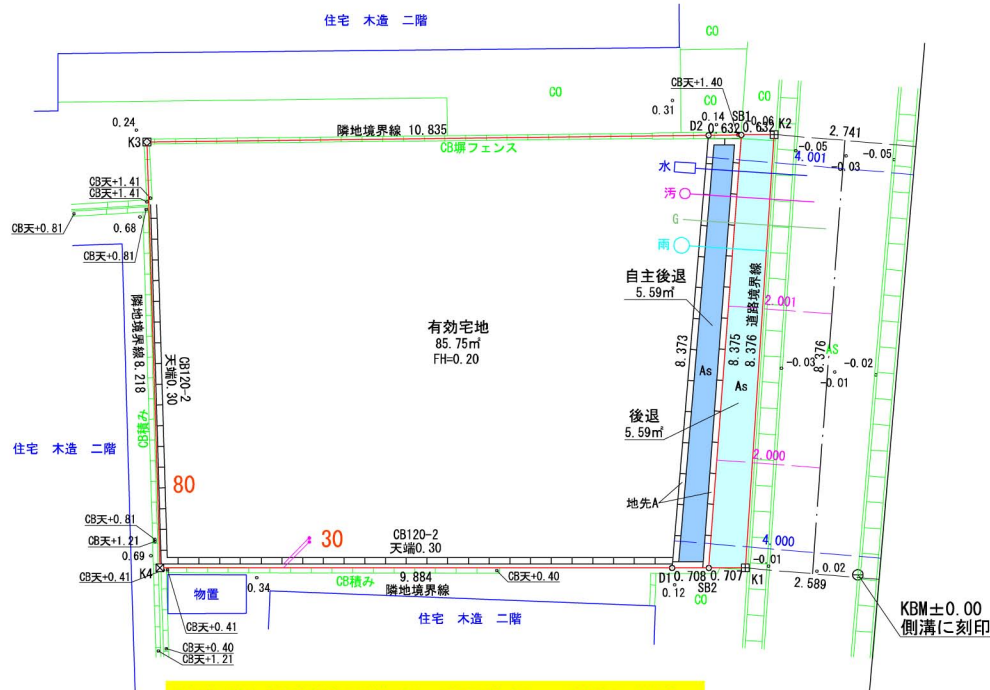 住宅 木造 二階
CO
CB天+1.40
CO
CO
CO
0.31
0.14
SB1
0.06
0.24
隣地境界線 10.835
D2
0.632
0.632
K2
2.741
K3
CB塀フェンス
-0.05
4.001
-0.05
-0.03
水
CB天+1.41
CB天+1.41
汚
G
CB天+0.81
0.68
雨
CB天+0.81
自主後退
5.59㎡
道路境界線
2.001
隣地境界線 8.218
有効宅地
85.75㎡
FH=0.20
8.373
8.375
8.376
8.376
AS
CB120-2
天端0.30
As
As
-0.03
-0.02
-0.01
CB積み
後退
5.59㎡
住宅 木造 二階
2.000
80
地先A
CB天+0.81
30
CB120-2
天端0.30
CB天+1.21
4.000
0.69
-0.01
CB天+0.41
K4
CB積み
9.884
CB天+0.40
D1
0.708
0.707
K1
0.02
2.589
物置
0.34
隣地境界線
0.12
SB2
CO
KBM±0.00
側溝に刻印
CB天+0.41
住宅 木造 二階
CB天+0.40
CB天+1.21